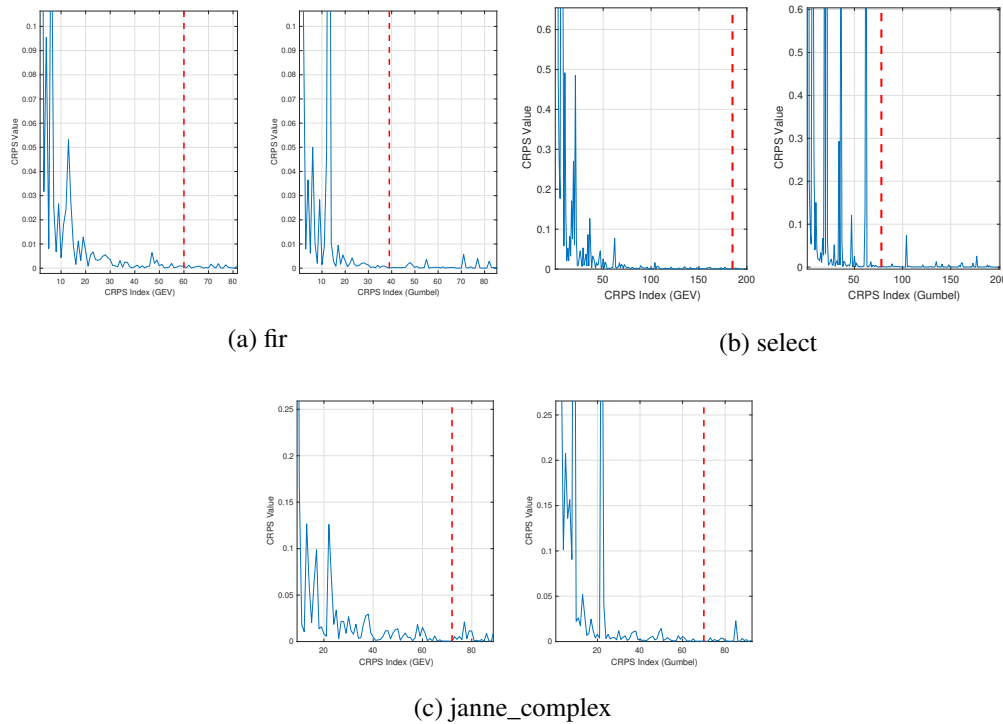 0.1
0.09
0.08
0.07
0.06
0.05
0.04
0.03
0.02
0.01
0
CRPS Value
10 20 30 40 50 60 70 80
CRPS Index (GEV)
0.1
0.09
0.08
0.07
0.06
0.05
0.04
0.03
0.02
0.01
0
CRPS Value
10 20 30 40 50 60 70 80
CRPS Index (Gumbel)
(a) fir
0.6
0.5
0.4
0.3
0.2
0.1
0
CRPS Value
50 100 150 200
CRPS Index (GEV)
0.6
0.5
0.4
0.3
0.2
0.1
0
CRPS Value
50 100 150 200
CRPS Index (Gumbel)
(b) select
0.25
0.2
0.15
0.1
0.05
0
CRPS Value
20 40 60 80
CRPS Index (GEV)
0.25
0.2
0.15
0.1
0.05
0
CRPS Value
20 40 60 80
CRPS Index (Gumbel)
(c) janne_complex